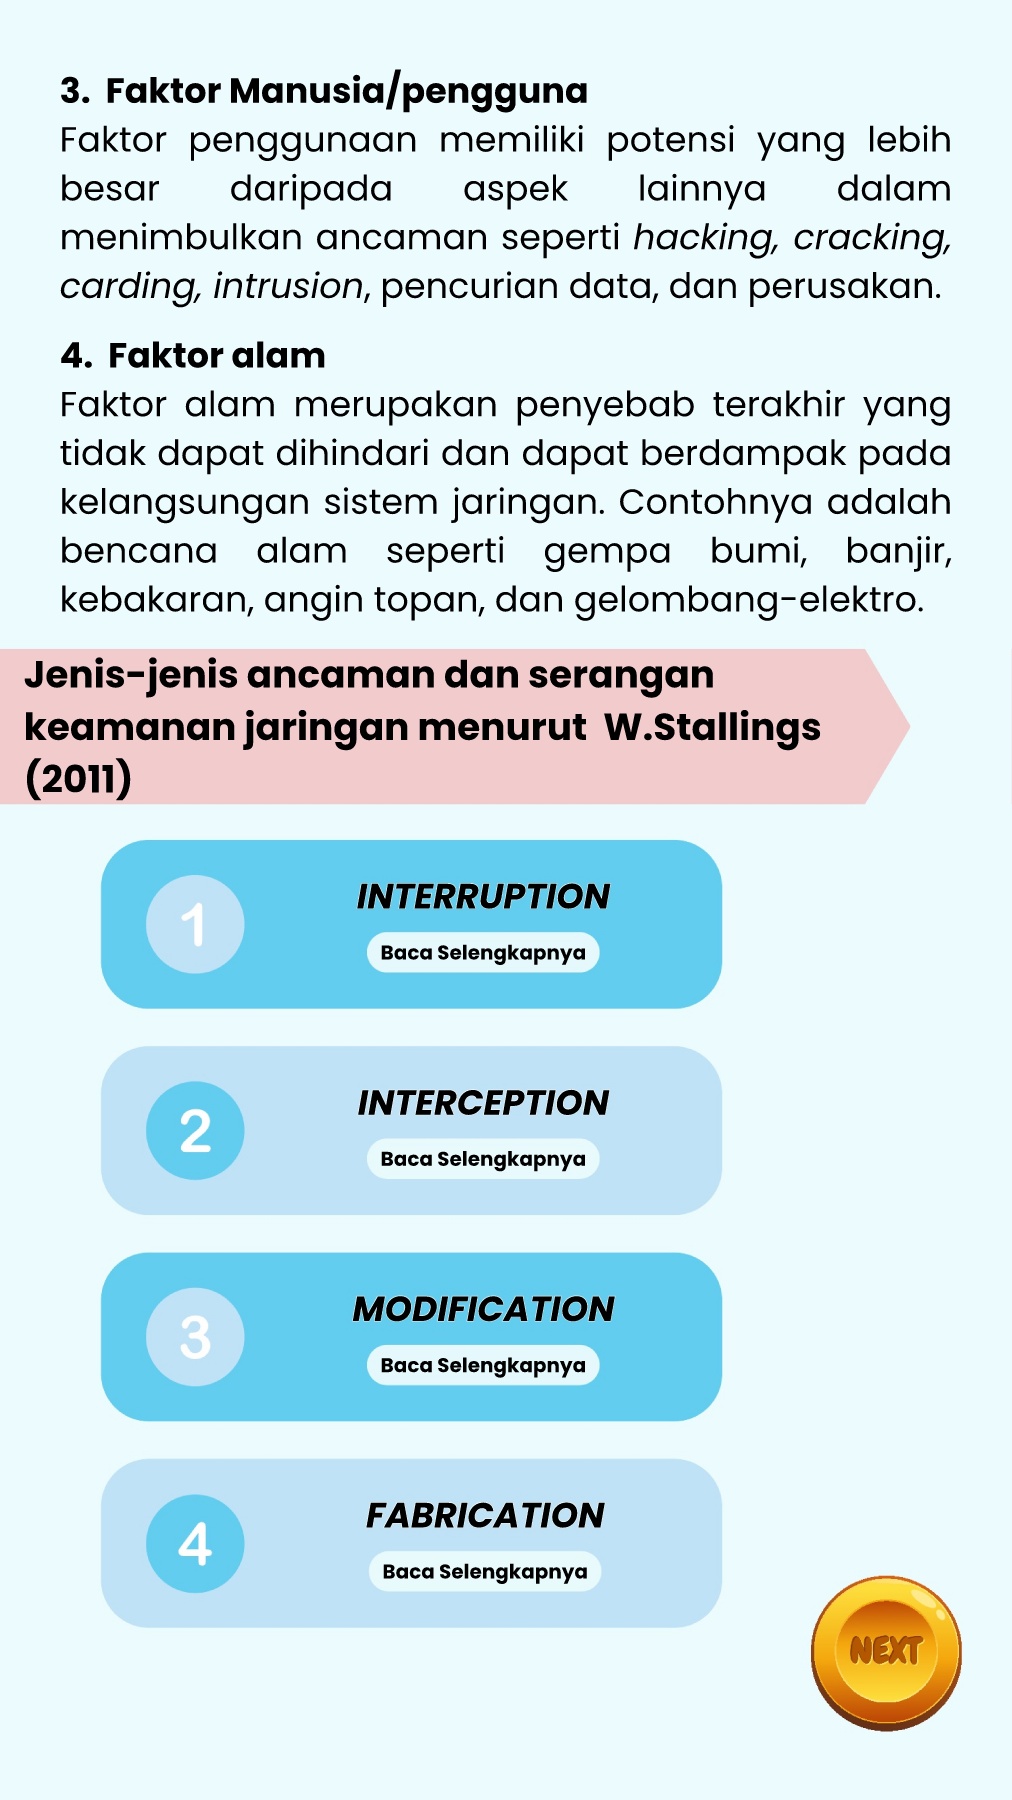 3. Faktor Manusia/pengguna
Faktor penggunaan memiliki potensi yang lebih
besar daripada aspek lainnya dalam
menimbulkan ancaman seperti hacking, cracking,
carding, intrusion, pencurian data, dan perusakan.
4. Faktor alam
Faktor alam merupakan penyebab terakhir yang
tidak dapat dihindari dan dapat berdampak pada
kelangsungan sistem jaringan. Contohnya adalah
bencana alam seperti gempa bumi, banjir,
kebakaran, angin topan, dan gelombang-elektro.
Jenis-jenis ancaman dan serangan
keamanan jaringan menurut W.Stallings
(2011)
1
INTERRUPTION
Baca Selengkapnya
2
INTERCEPTION
Baca Selengkapnya
3
MODIFICATION
Baca Selengkapnya
4
FABRICATION
Baca Selengkapnya
NEXT